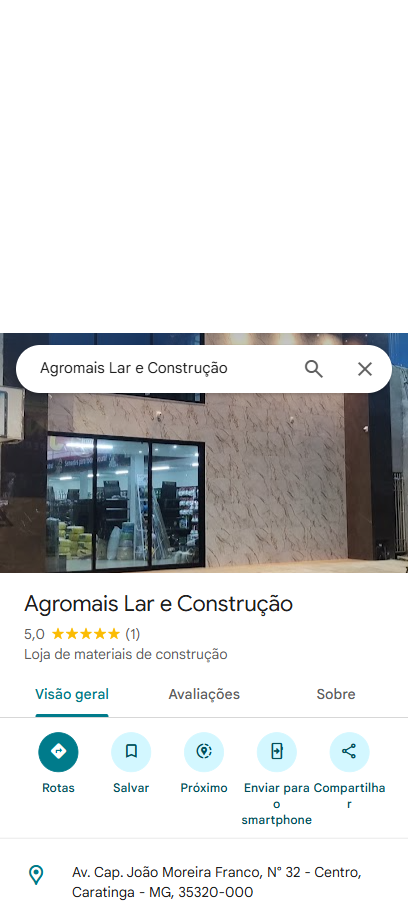 Agromais Lar e Construção
Agromais Lar e Construção
5,0 ★★★★★ (1)
Loja de materiais de construção
Visão geral
Avaliações
Sobre
Rotas
Salvar
Próximo
Enviar para
o
smartphone
Compartilha
r
Av. Cap. João Moreira Franco, N° 32 - Centro,
Caratinga - MG, 35320-000